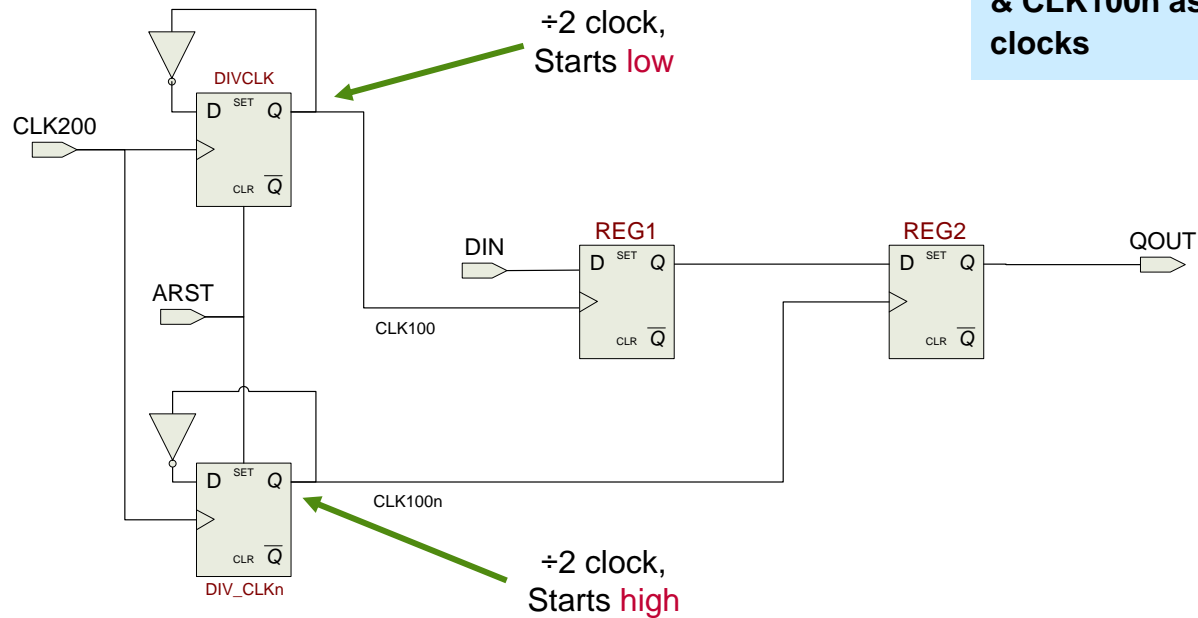 & CLK100n as
clocks
÷2 clock,
Starts low
DIVCLK
D SET Q
CLR Q
CLK200
ARST
DIN
REG1
D SET Q
CLR Q
REG2
D SET Q
CLR Q
QOUT
CLK100
D SET Q
CLR Q
DIV_CLKn
CLK100n
÷2 clock,
Starts high